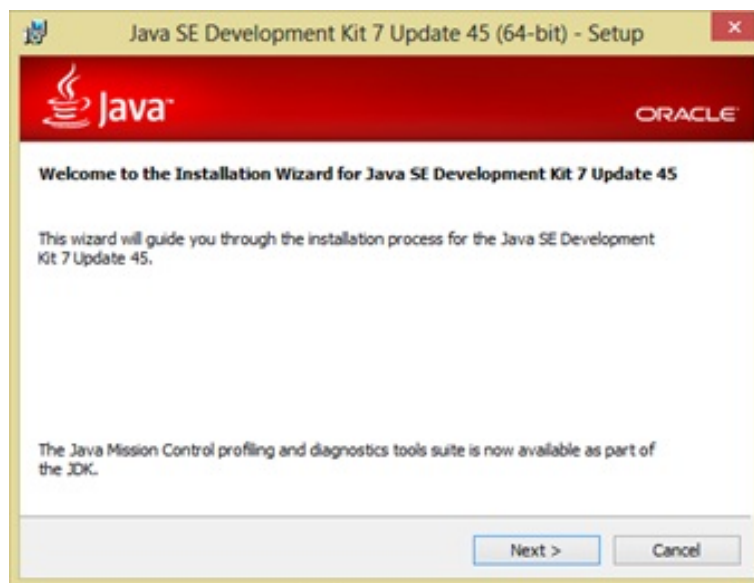 Java SE Development Kit 7 Update 45 (64-bit) - Setup
Java™
ORACLE
Welcome to the Installation Wizard for Java SE Development Kit 7 Update 45
This wizard will guide you through the installation process for the Java SE Development
Kit 7 Update 45.
The Java Mission Control profiling and diagnostics tools suite is now available as part of
the JDK.
Next >
Cancel